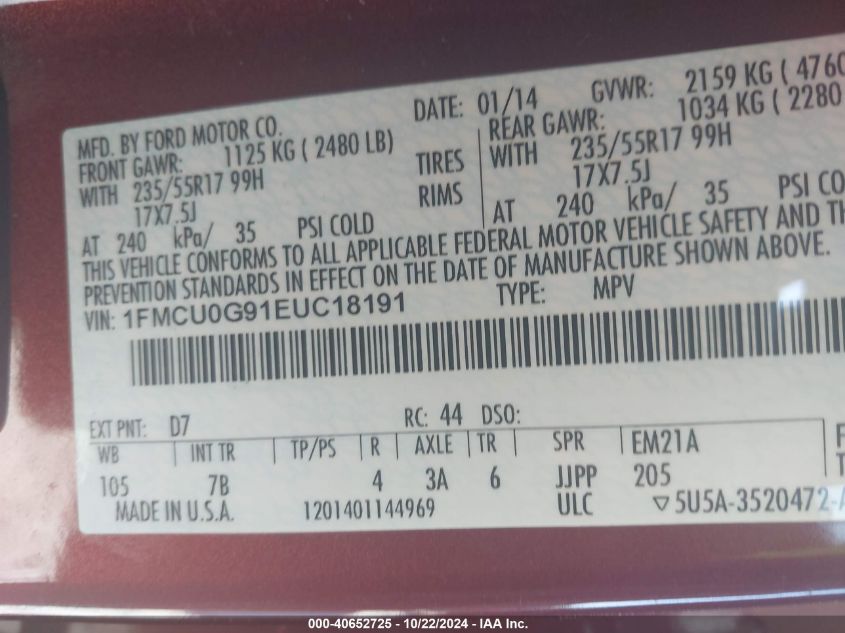 MFD. BY FORD MOTOR CO. DATE: 01/14 GVWR: 2159 KG ( 4760
FRONT GAWR: 1125 KG ( 2480 LB) REAR GAWR: 1034 KG ( 2280
WITH 235/55R17 99H TIRES WITH 235/55R17 99H
17X7.5J RIMS 17X7.5J
AT 240 kPa/ 35 PSI COLD AT 240 kPa/ 35 PSI CO
THIS VEHICLE CONFORMS TO ALL APPLICABLE FEDERAL MOTOR VEHICLE SAFETY AND TH
PREVENTION STANDARDS IN EFFECT ON THE DATE OF MANUFACTURE SHOWN ABOVE.
VIN: 1FMCU0G91EUC18191 TYPE: MPV
EXT PNT: D7 RC: 44 DSO:
WB INT TR TP/PS R AXLE TR SPR EM21A
105 7B 4 3A 6 JJPP 205
MADE IN U.S.A. 1201401144969 ULC ▽5U5A-3520472-A
000-40652725 - 10/22/2024 - IAA Inc.